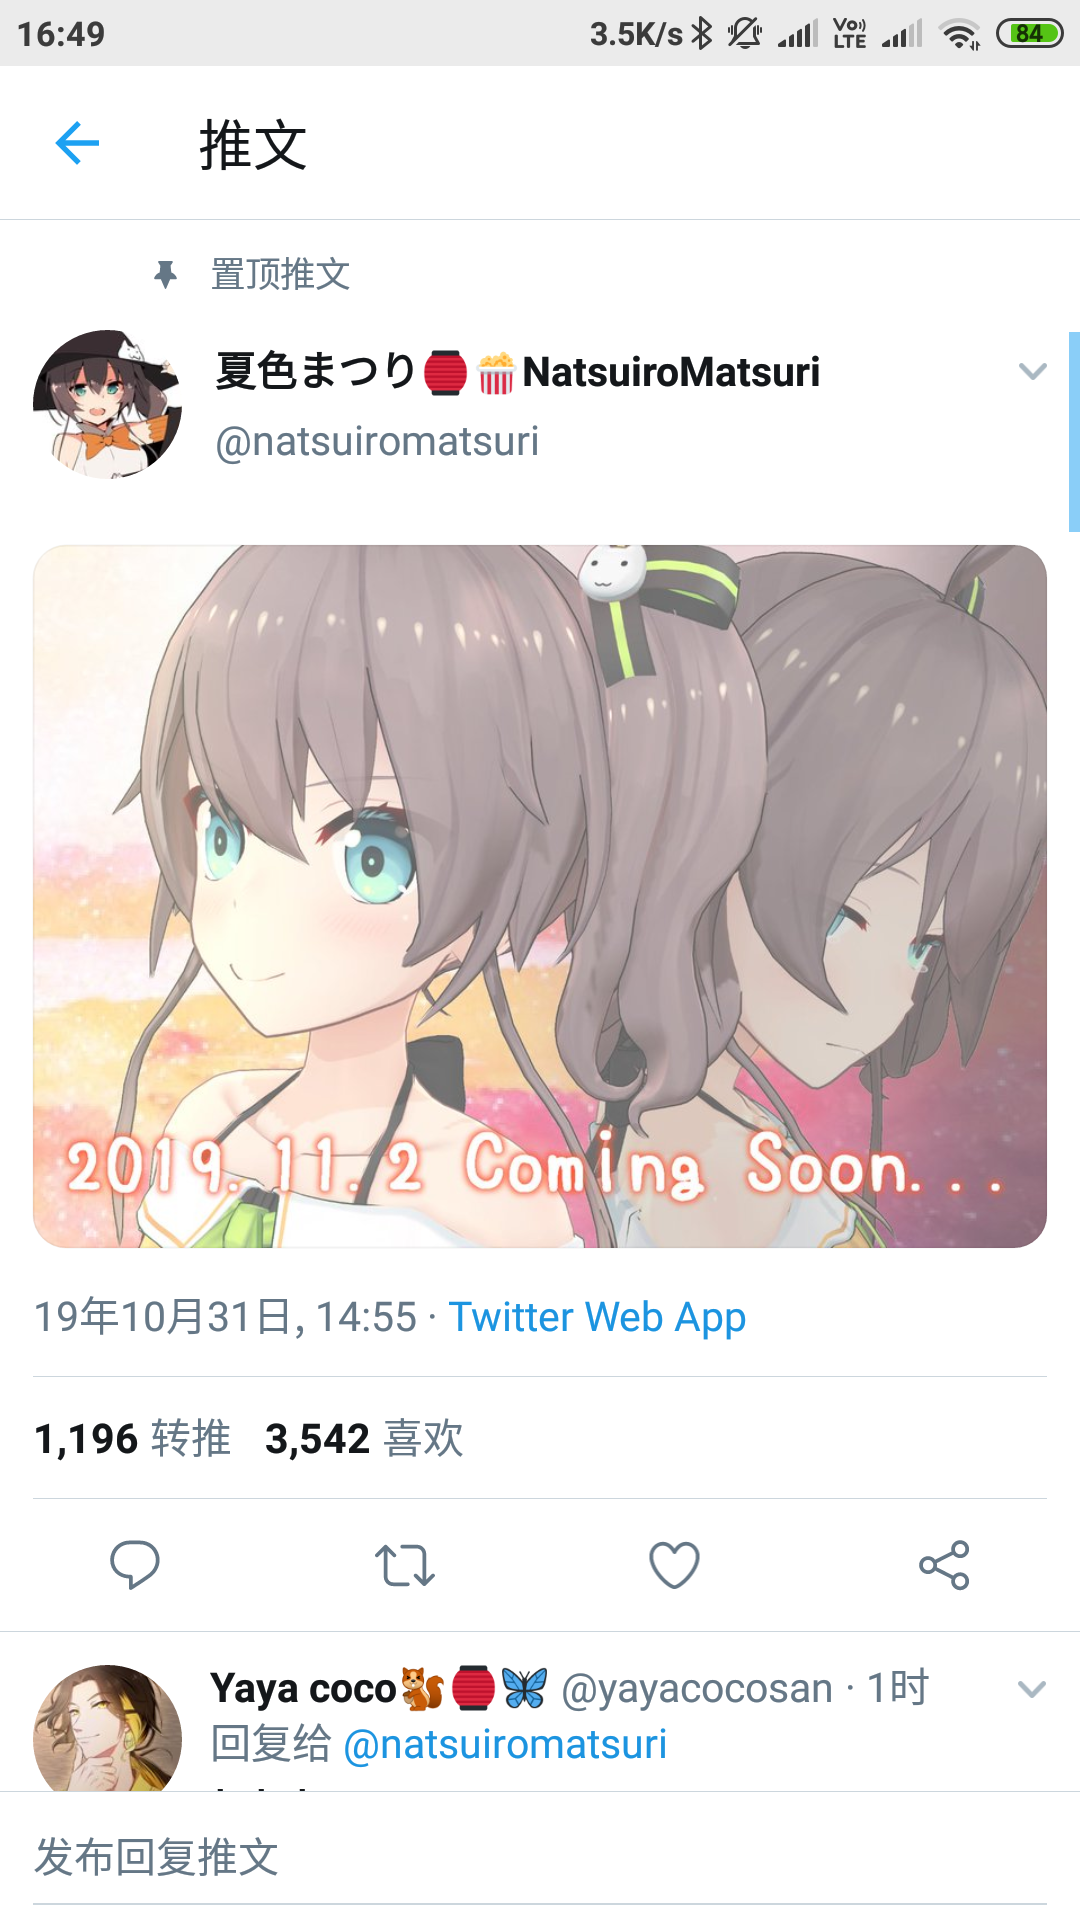 16:49 3.5K/s VoLTE 84
推文
置顶推文
夏色まつり🏮🍿NatsuiroMatsuri
@natsuiromatsuri
2019.11.2 Coming Soon...
19年10月31日, 14:55 · Twitter Web App
1,196 转推 3,542 喜欢
Yaya coco🐿️🏮🦋 @yayacocosan · 1时
回复给 @natsuiromatsuri
发布回复推文